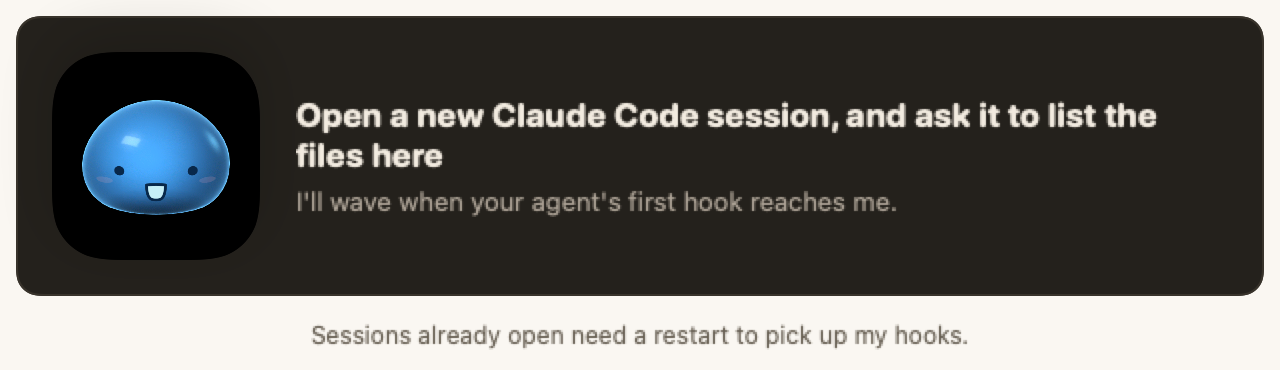 Open a new Claude Code session, and ask it to list the
files here
I'll wave when your agent's first hook reaches me.
Sessions already open need a restart to pick up my hooks.